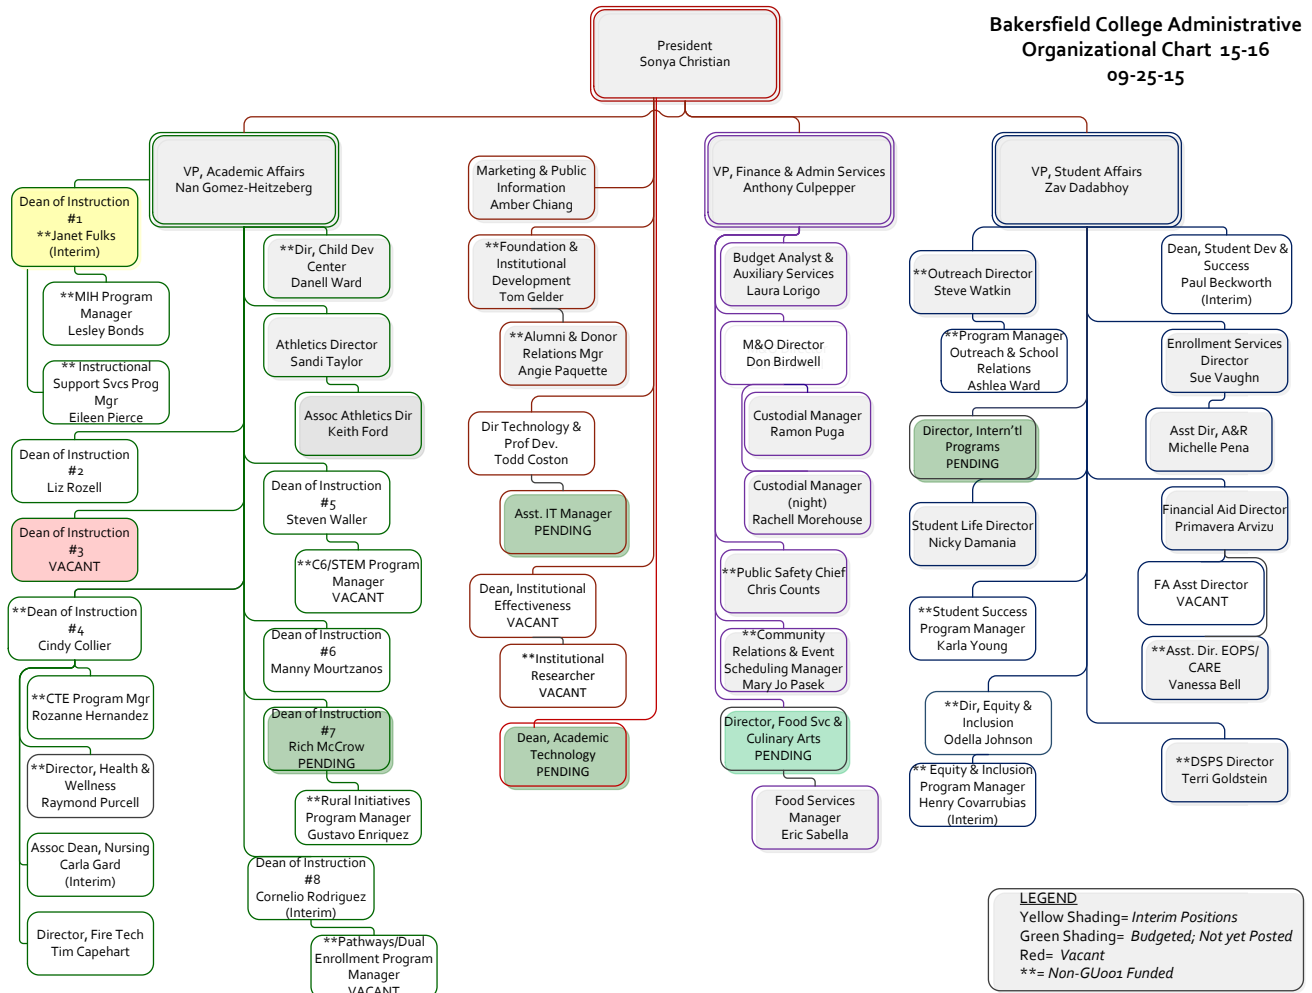 Bakersfield College Administrative
Organizational Chart 15-16
09-25-15
President
Sonya Christian
VP, Academic Affairs
Nan Gomez-Heitzeberg
Dean of Instruction
#1
**Janet Fulks
(Interim)
**MIH Program
Manager
Lesley Bonds
** Instructional
Support Svcs Prog
Mgr
Eileen Pierce
Dean of Instruction
#2
Liz Rozell
Dean of Instruction
#3
VACANT
**Dean of Instruction
#4
Cindy Collier
**CTE Program Mgr
Rozanne Hernandez
**Director, Health &
Wellness
Raymond Purcell
Assoc Dean, Nursing
Carla Gard
(Interim)
Director, Fire Tech
Tim Capehart
**Dir, Child Dev
Center
Danell Ward
Athletics Director
Sandi Taylor
Assoc Athletics Dir
Keith Ford
Dean of Instruction
#5
Steven Waller
**C6/STEM Program
Manager
VACANT
Dean of Instruction
#6
Manny Mourtzanos
Dean of Instruction
#7
Rich McCrow
PENDING
**Rural Initiatives
Program Manager
Gustavo Enriquez
Dean of Instruction
#8
Cornelio Rodriguez
(Interim)
**Pathways/Dual
Enrollment Program
Manager
VACANT
Marketing & Public
Information
Amber Chiang
**Foundation &
Institutional
Development
Tom Gelder
**Alumni & Donor
Relations Mgr
Angie Paquette
Dir Technology &
Prof Dev.
Todd Coston
Asst. IT Manager
PENDING
Dean, Institutional
Effectiveness
VACANT
**Institutional
Researcher
VACANT
Dean, Academic
Technology
PENDING
VP, Finance & Admin Services
Anthony Culpepper
Budget Analyst &
Auxiliary Services
Laura Lorigo
M&O Director
Don Birdwell
Custodial Manager
Ramon Puga
Custodial Manager
(night)
Rachell Morehouse
**Public Safety Chief
Chris Counts
**Community
Relations & Event
Scheduling Manager
Mary Jo Pasek
Director, Food Svc &
Culinary Arts
PENDING
Food Services
Manager
Eric Sabella
VP, Student Affairs
Zav Dadabhoy
**Outreach Director
Steve Watkin
**Program Manager
Outreach & School
Relations
Ashlea Ward
Director, Intern'tl
Programs
PENDING
Student Life Director
Nicky Damania
**Student Success
Program Manager
Karla Young
**Dir, Equity &
Inclusion
Odella Johnson
** Equity & Inclusion
Program Manager
Henry Covarrubias
(Interim)
Dean, Student Dev &
Success
Paul Beckworth
(Interim)
Enrollment Services
Director
Sue Vaughn
Asst Dir, A&R
Michelle Pena
Financial Aid Director
Primavera Arvizu
FA Asst Director
VACANT
**Asst. Dir. EOPS/
CARE
Vanessa Bell
**DSPS Director
Terri Goldstein
LEGEND
Yellow Shading= Interim Positions
Green Shading= Budgeted; Not yet Posted
Red= Vacant
**= Non-GU001 Funded